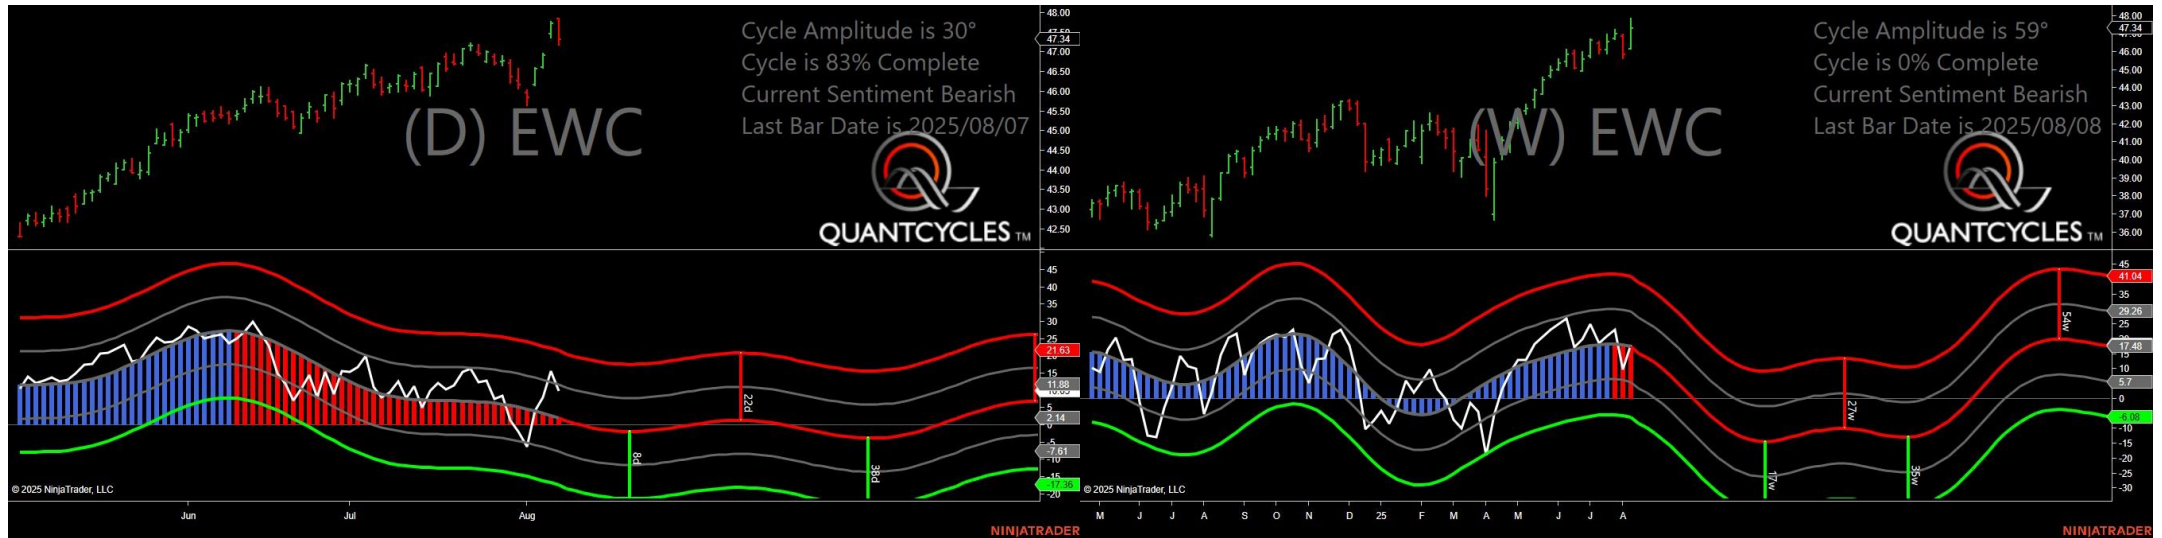 Cycle Amplitude is 30°
Cycle is 83% Complete
Current Sentiment Bearish
Last Bar Date is 2025/08/07
(D) EWC
QUANTCYCLES TM
48.00
47.34
47.00
46.50
46.00
45.50
45.00
44.50
44.00
43.50
43.00
42.50
45
40
35
30
25
21.63
15
11.88
5
2.14
-5
-7.61
-10
-15
-17.36
-20
22d
8d
38d
© 2025 NinjaTrader, LLC
Jun Jul Aug
NINJATRADER
Cycle Amplitude is 59°
Cycle is 0% Complete
Current Sentiment Bearish
Last Bar Date is 2025/08/08
(W) EWC
QUANTCYCLES TM
48.00
47.34
46.00
45.00
44.00
43.00
42.00
41.00
40.00
39.00
38.00
37.00
36.00
45
41.04
35
29.26
25
17.48
15
10
5.7
0
-6.08
-10
-15
-20
-25
-30
54w
27w
17w
35w
© 2025 NinjaTrader, LLC
M J J A S O N D 25 F M A M J J A
NINJATRADER